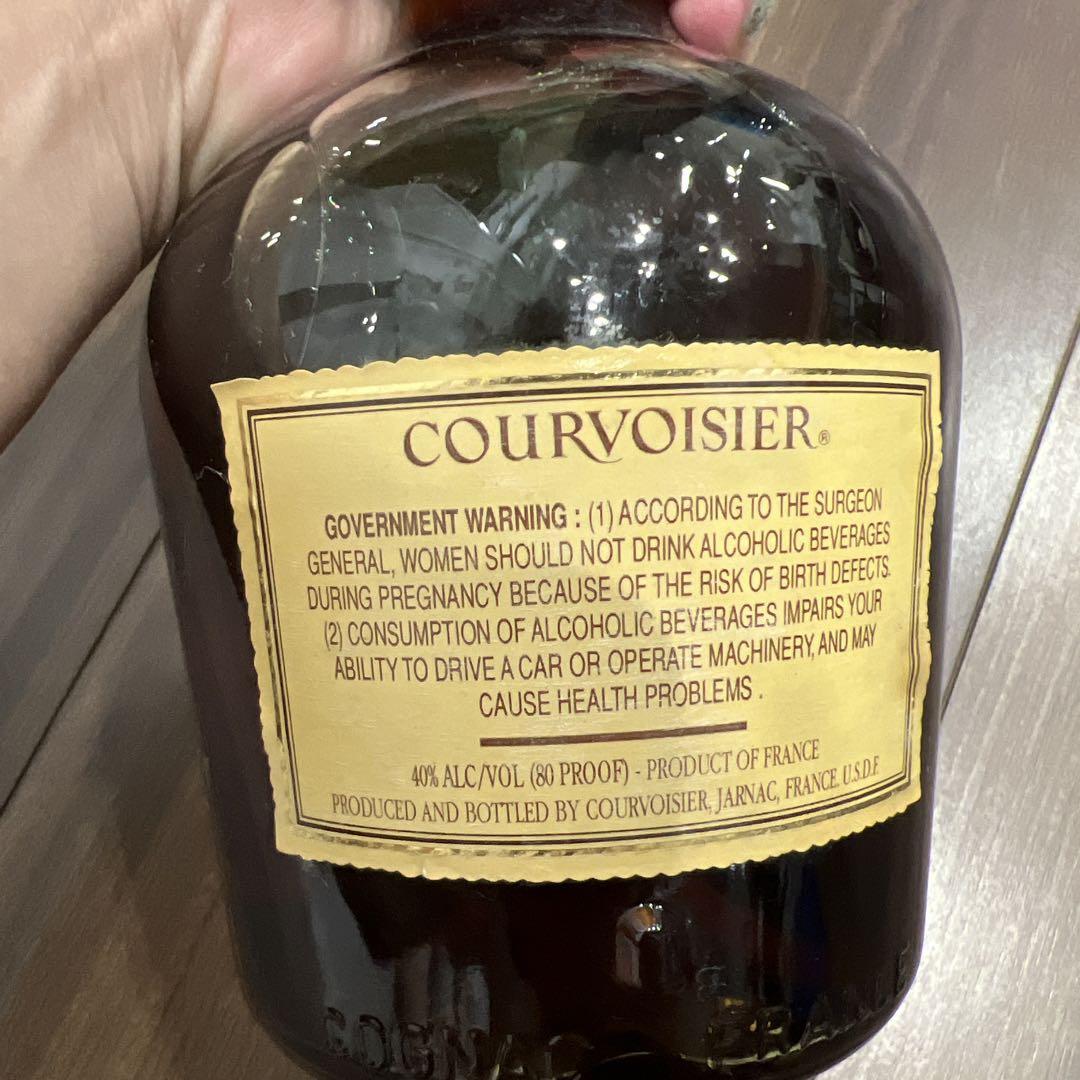 COURVOISIER®
GOVERNMENT WARNING : (1) ACCORDING TO THE SURGEON
GENERAL, WOMEN SHOULD NOT DRINK ALCOHOLIC BEVERAGES
DURING PREGNANCY BECAUSE OF THE RISK OF BIRTH DEFECTS.
(2) CONSUMPTION OF ALCOHOLIC BEVERAGES IMPAIRS YOUR
ABILITY TO DRIVE A CAR OR OPERATE MACHINERY, AND MAY
CAUSE HEALTH PROBLEMS .
40% ALC/VOL (80 PROOF) - PRODUCT OF FRANCE
PRODUCED AND BOTTLED BY COURVOISIER, JARNAC, FRANCE. U.S.D.F.
COGNAC